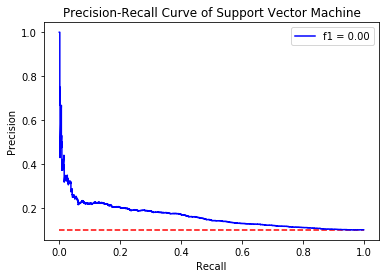 Precision-Recall Curve of Support Vector Machine
f1 = 0.00
1.0
0.8
0.6
0.4
0.2
Precision
0.0 0.2 0.4 0.6 0.8 1.0
Recall